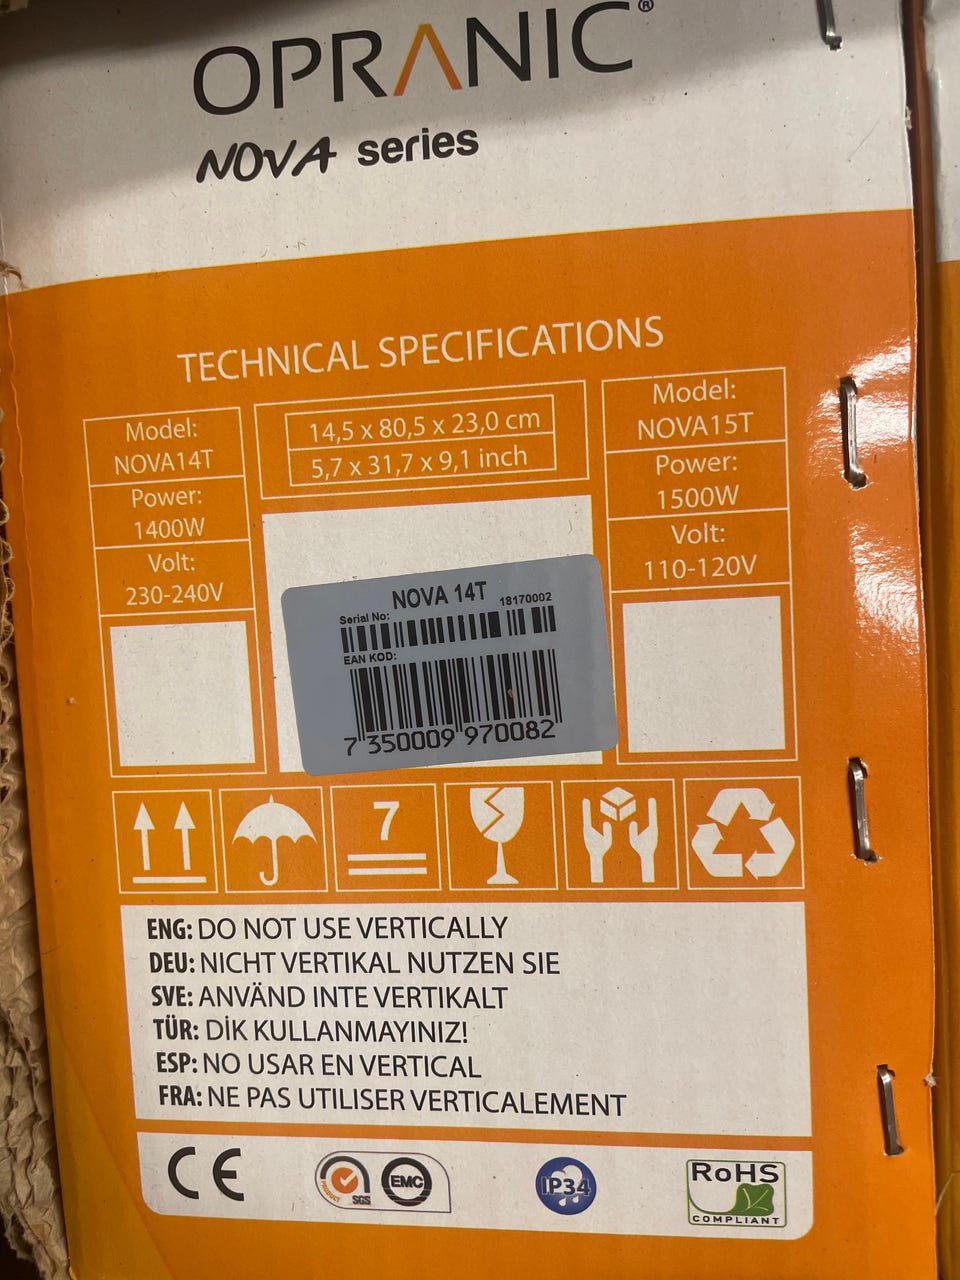 OPRANIC®
NOVA series
TECHNICAL SPECIFICATIONS
Model:
NOVA14T
Power:
1400W
Volt:
230-240V
14,5 x 80,5 x 23,0 cm
5,7 x 31,7 x 9,1 inch
Model:
NOVA15T
Power:
1500W
Volt:
110-120V
NOVA 14T
Serial No: 18170002
EAN KOD:
7 350009 970082
7
ENG: DO NOT USE VERTICALLY
DEU: NICHT VERTIKAL NUTZEN SIE
SVE: ANVÄND INTE VERTIKALT
TÜR: DİK KULLANMAYINIZ!
ESP: NO USAR EN VERTICAL
FRA: NE PAS UTILISER VERTICALEMENT
CE
PRODUCT SGS
EMC
IP34
RoHS
COMPLIANT